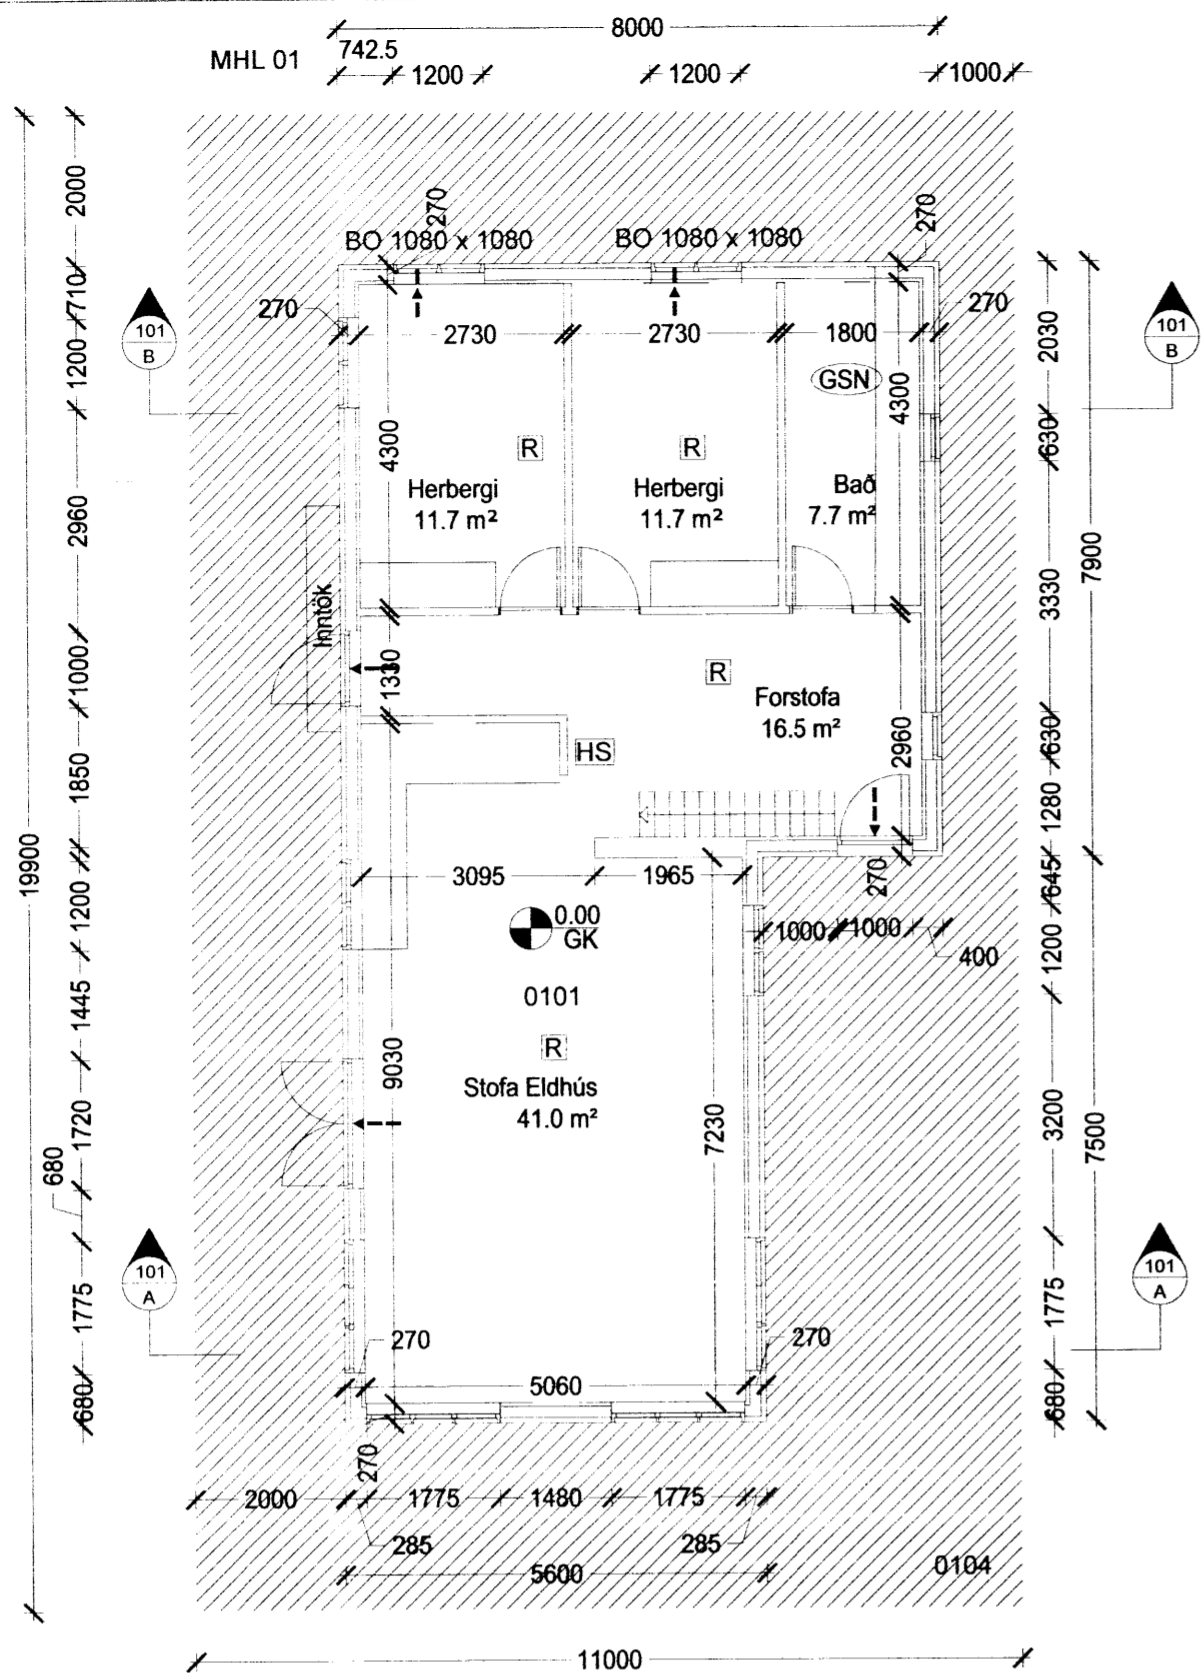 8000
MHL 01
742.5
1200
1200
1000
270
270
BO 1080 x 1080
BO 1080 x 1080
2000
710
1200
2960
1000
1850
1200
1445
1720
680
1775
680
19900
101
B
101
B
270
2730
2730
1800
270
GSN
4300
4300
R
R
Herbergi
11.7 m²
Herbergi
11.7 m²
Bað
7.7 m²
Inntök
1330
R
Forstofa
16.5 m²
2960
HS
3095
1965
270
0.00
GK
1000
1000
400
0101
R
9030
Stofa Eldhús
41.0 m²
7230
2030
630
3330
630
1280
645
1200
3200
1775
680
7900
7500
101
A
101
A
270
270
5060
270
2000
1775
1480
1775
285
285
5600
0104
11000